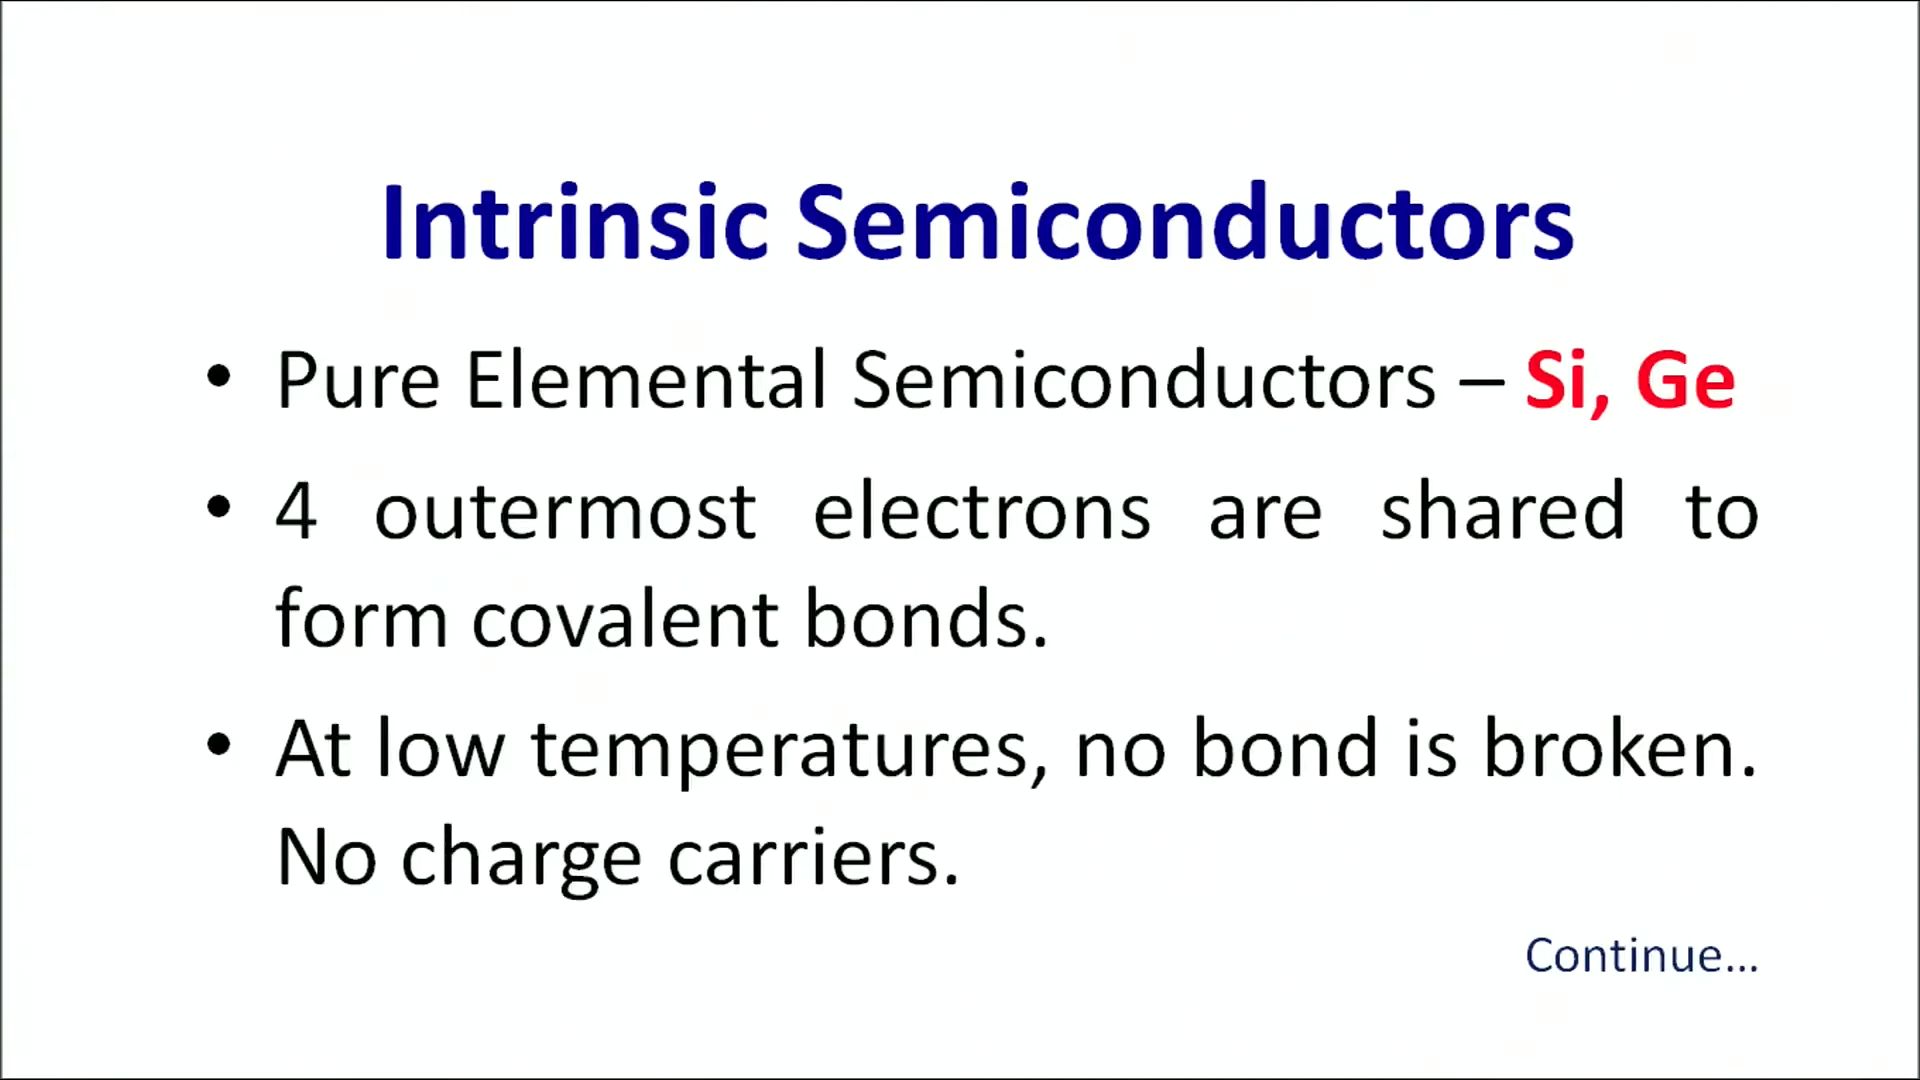 Intrinsic Semiconductors
• Pure Elemental Semiconductors – Si, Ge
• 4 outermost electrons are shared to
form covalent bonds.
• At low temperatures, no bond is broken.
No charge carriers.
Continue...